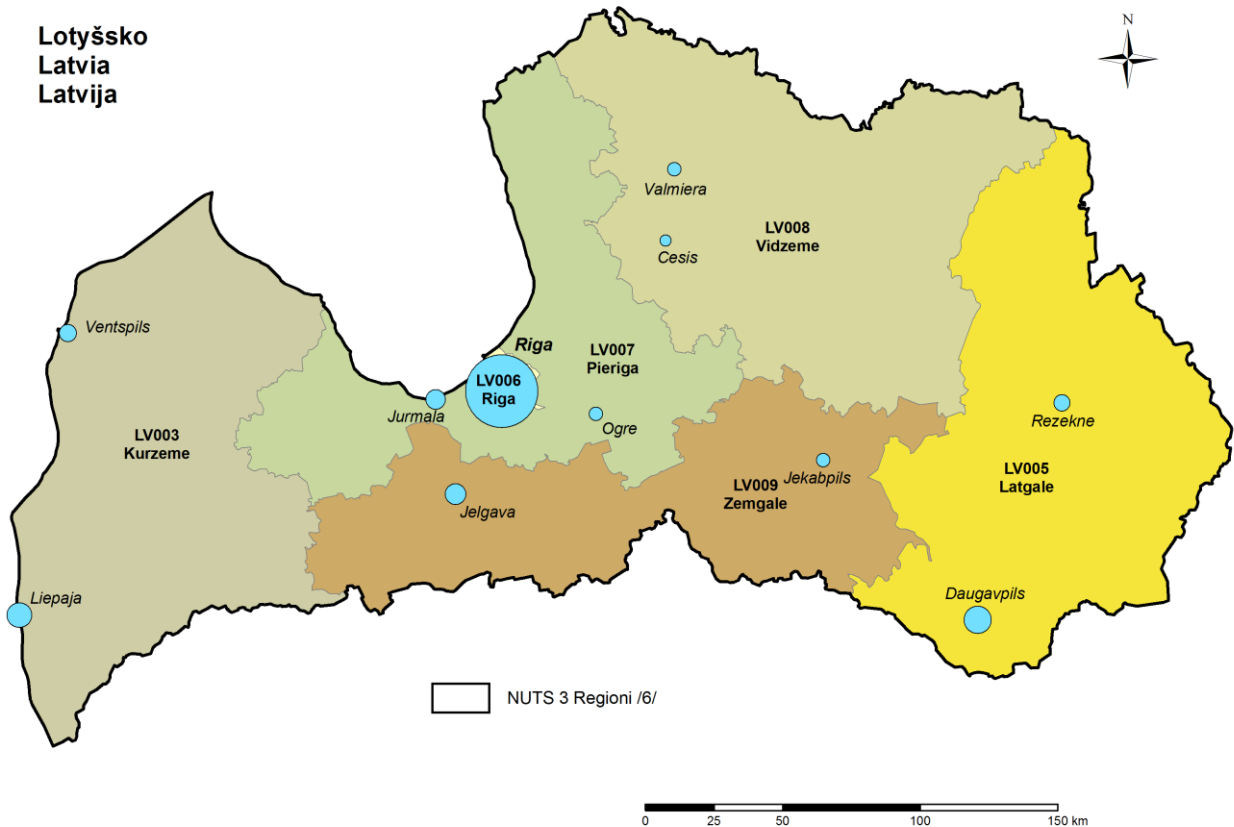 Lotyšsko
Latvia
Latvija
N
Valmiera
LV008
Vidzeme
Cesis
Ventspils
Riga
LV007
Pieriga
LV006
Riga
Jurmala
Ogre
Rezekne
LV003
Kurzeme
LV005
Latgale
Jekabpils
LV009
Zemgale
Jelgava
Liepaja
Daugavpils
NUTS 3 Regioni /6/
0 25 50 100 150 km